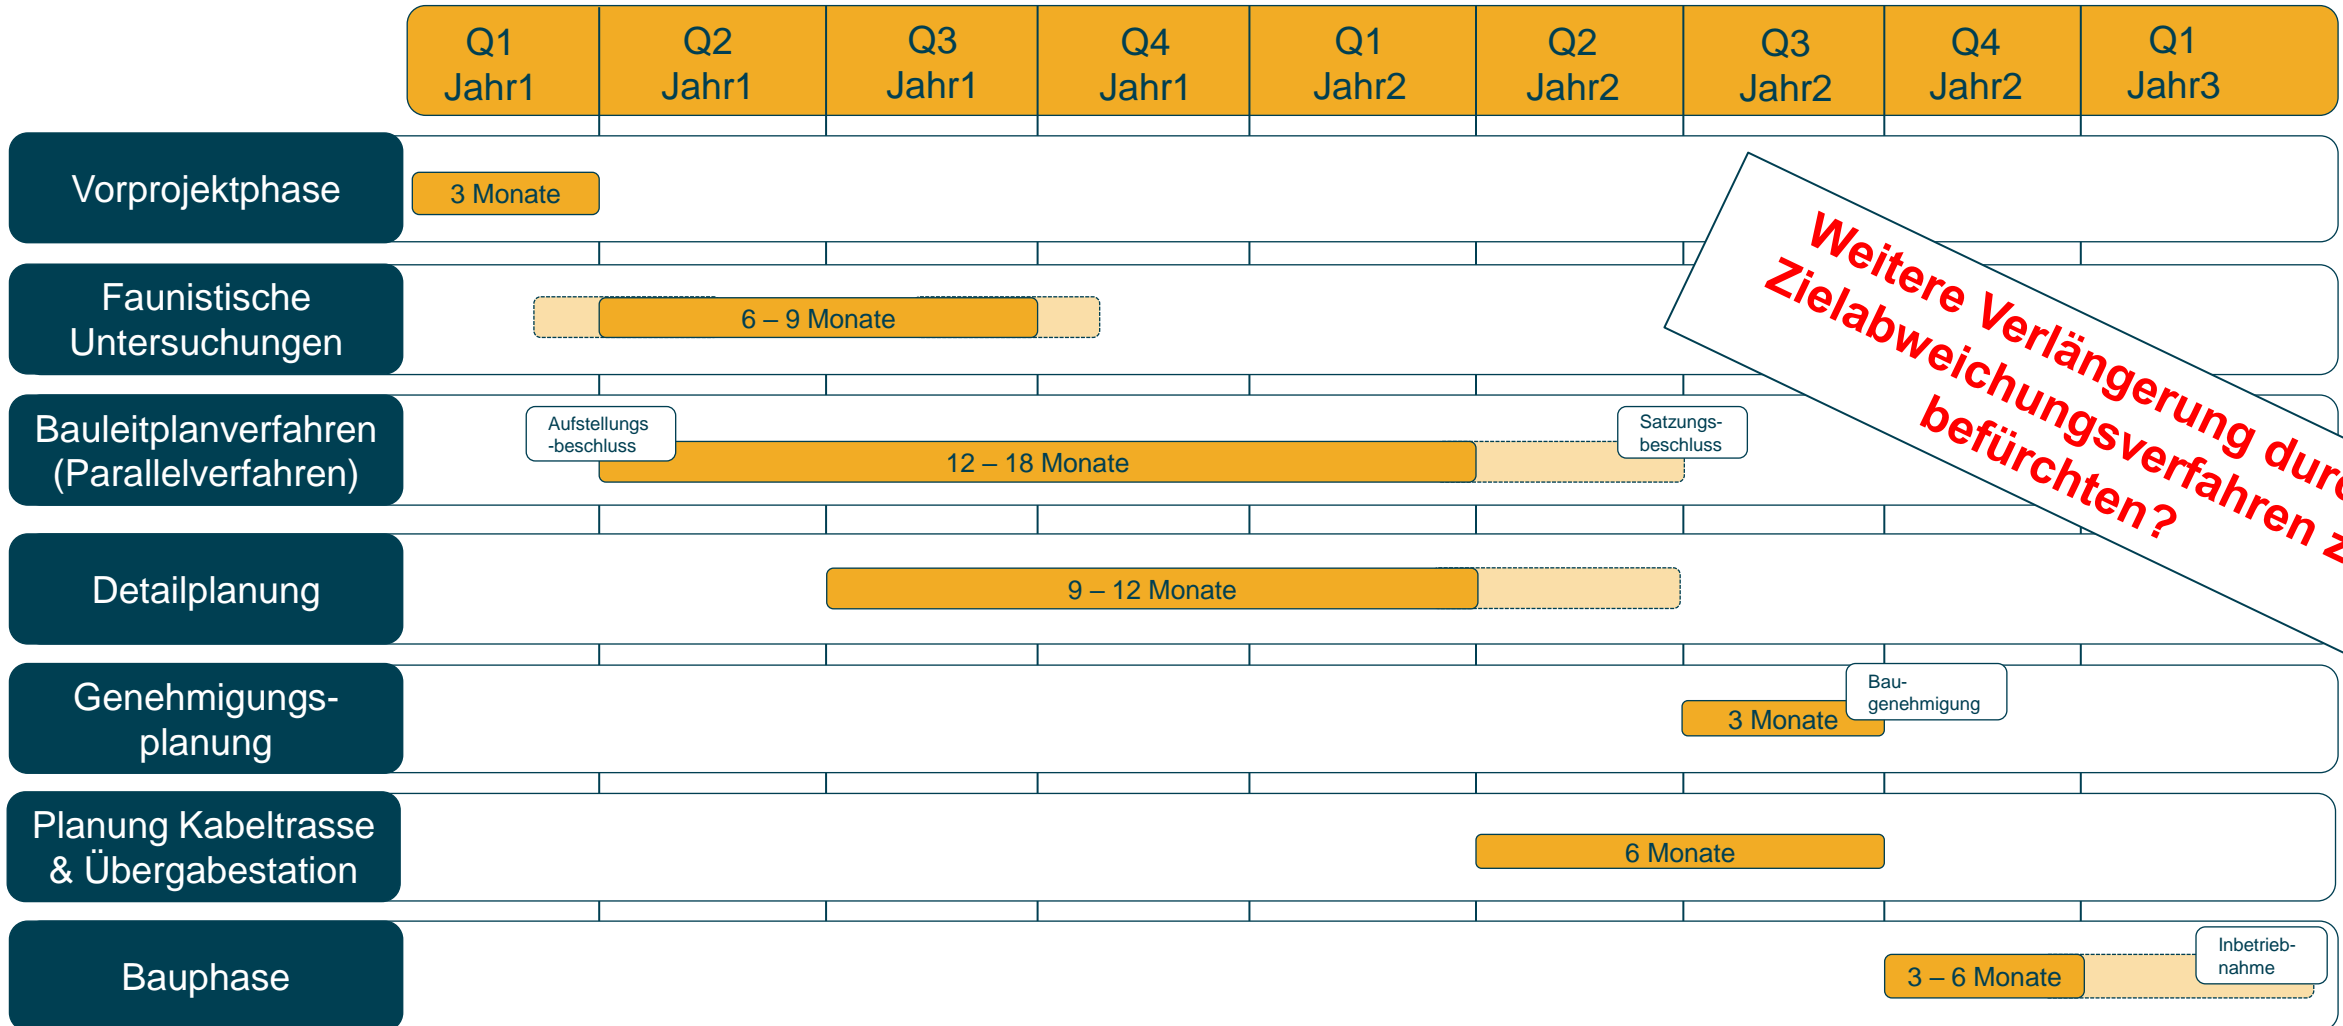 Q1
Jahr1
Q2
Jahr1
Q3
Jahr1
Q4
Jahr1
Q1
Jahr2
Q2
Jahr2
Q3
Jahr2
Q4
Jahr2
Q1
Jahr3
Vorprojektphase
3 Monate
Weitere Verlängerung
Zielabweichungsverfahren
befürchten?
Faunistische
Untersuchungen
6 – 9 Monate
Bauleitplanverfahren
(Parallelverfahren)
Aufstellungs
-beschluss
12 – 18 Monate
Satzungs-
beschluss
Detailplanung
9 – 12 Monate
Genehmigungs-
planung
3 Monate
Bau-
genehmigung
Planung Kabeltrasse
& Übergabestation
6 Monate
Bauphase
3 – 6 Monate
Inbetrieb-
nahme